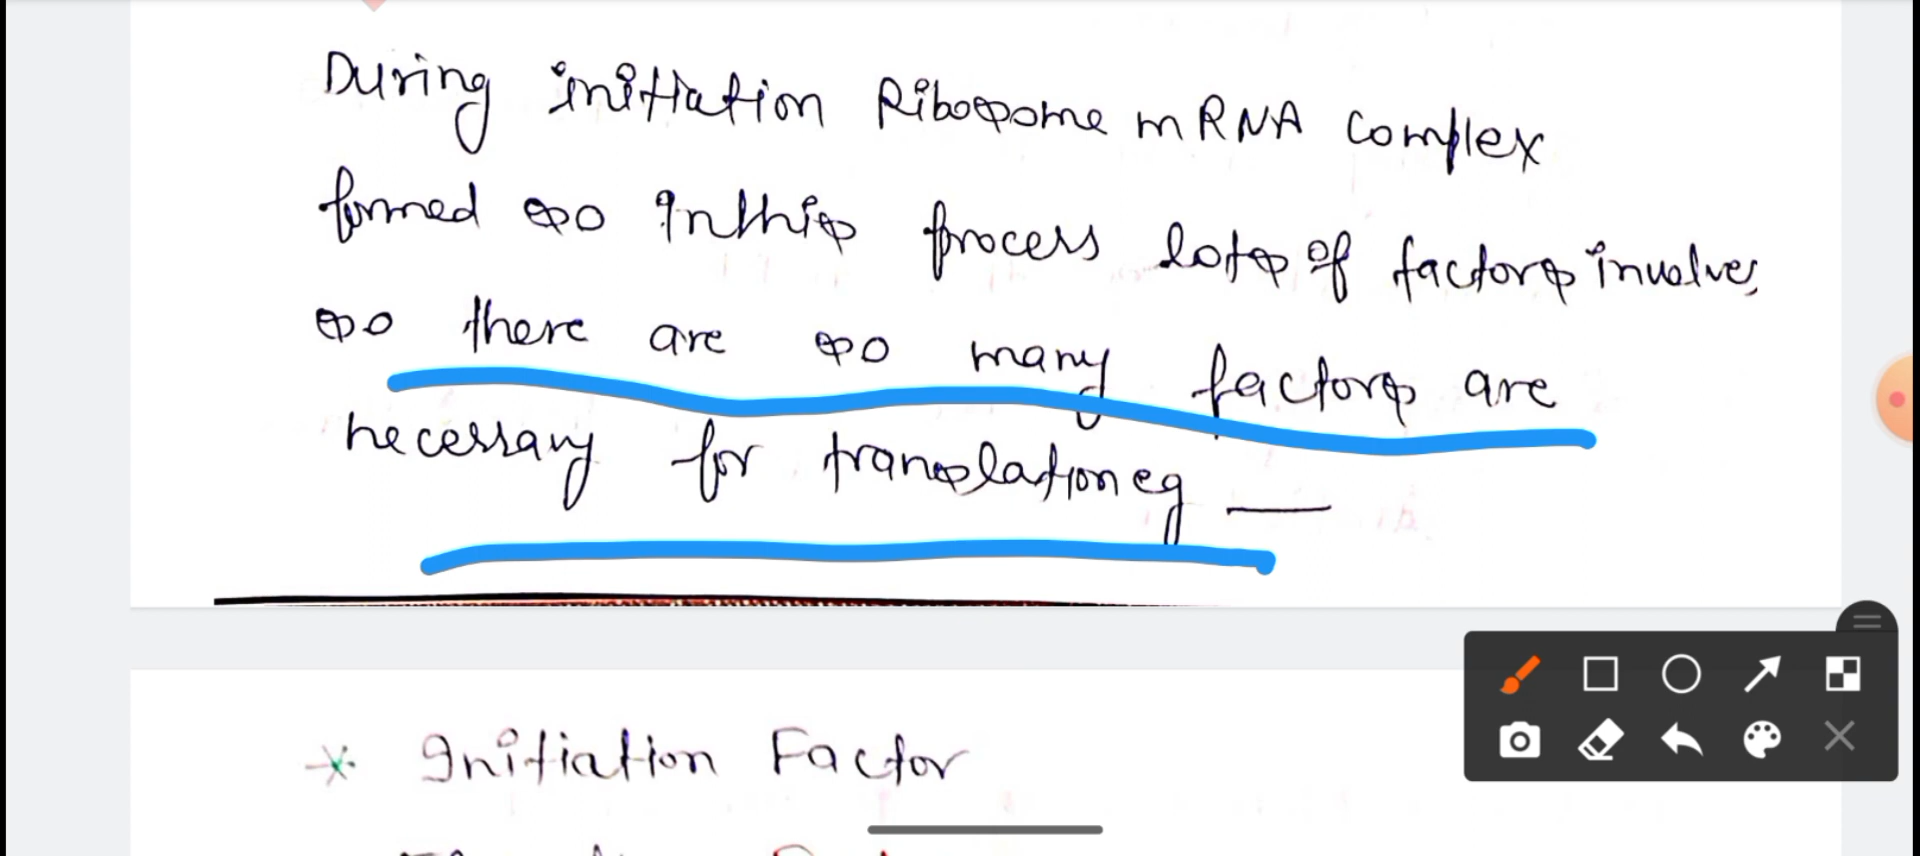 During initiation Ribosome mRNA complex
formed so In this process lots of factors involves
so there are so many factors are
necessary for translation eg —
* Initiation Factor